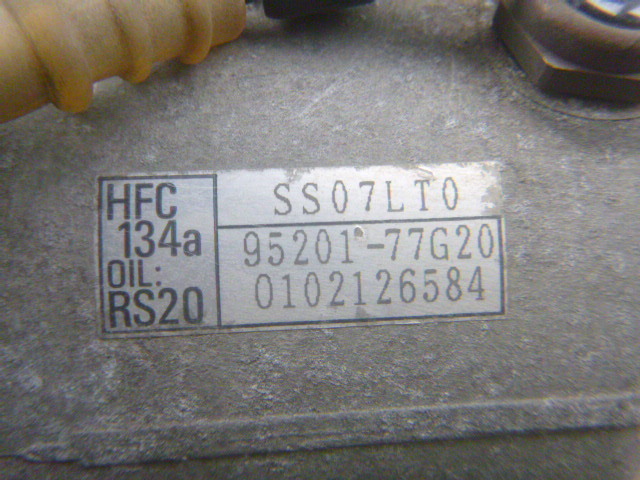 HFC
134a
OIL:
RS20
SS07LT0
95201-77G20
0102126584